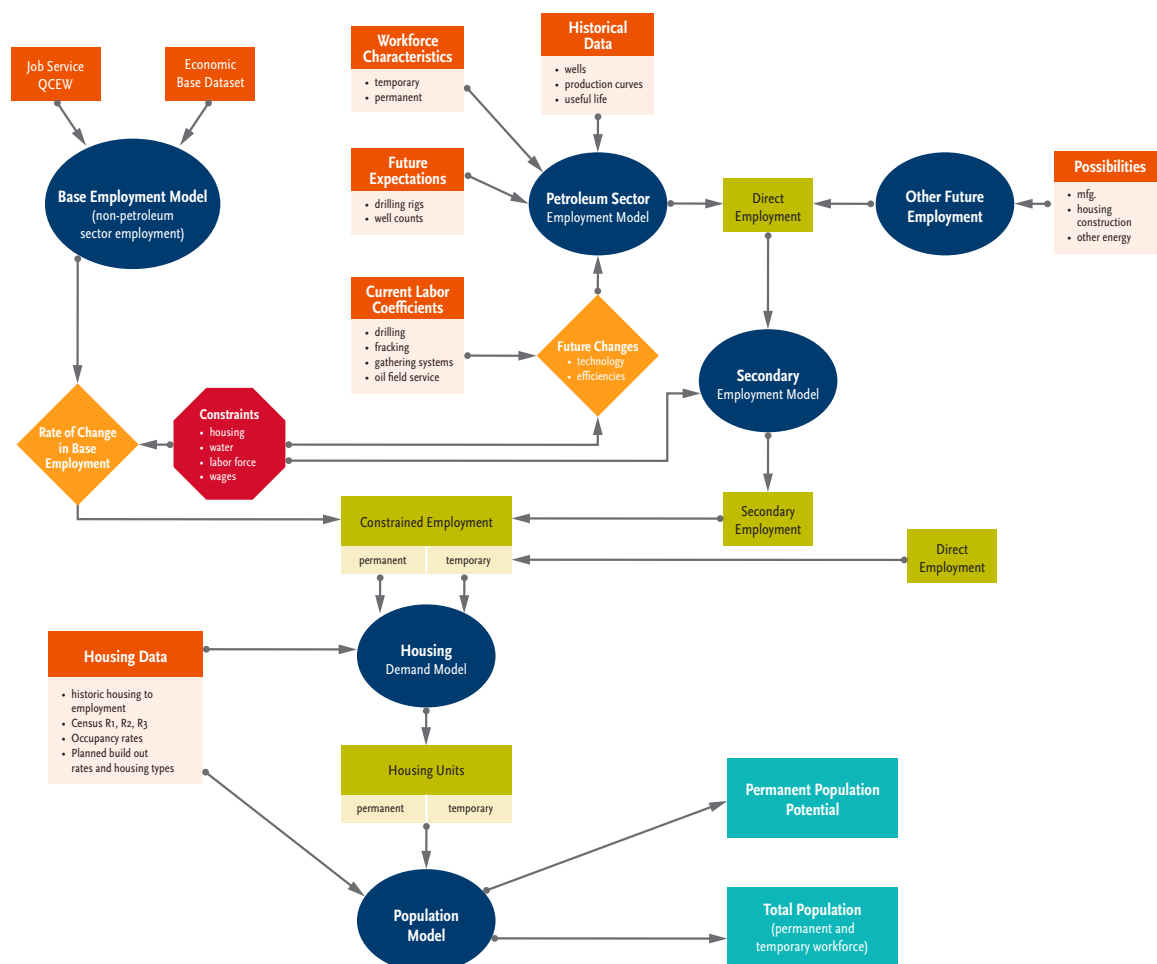 Job Service
QCEW
Economic
Base Dataset
Workforce
Characteristics
• temporary
• permanent
Historical
Data
• wells
• production curves
• useful life
Base Employment Model
(non-petroleum
sector employment)
Future
Expectations
• drilling rigs
• well counts
Petroleum Sector
Employment Model
Direct
Employment
Other Future
Employment
Possibilities
• mfg.
• housing
construction
• other energy
Current Labor
Coefficients
• drilling
• fracking
• gathering systems
• oil field service
Future Changes
• technology
• efficiencies
Secondary
Employment Model
Rate of Change
in Base
Employment
Constraints
• housing
• water
• labor force
• wages
Constrained Employment
permanent
temporary
Secondary
Employment
Direct
Employment
Housing
Demand Model
Housing Data
• historic housing to
employment
• Census R1, R2, R3
• Occupancy rates
• Planned build out
rates and housing types
Housing Units
permanent
temporary
Permanent Population
Potential
Population
Model
Total Population
(permanent and
temporary workforce)